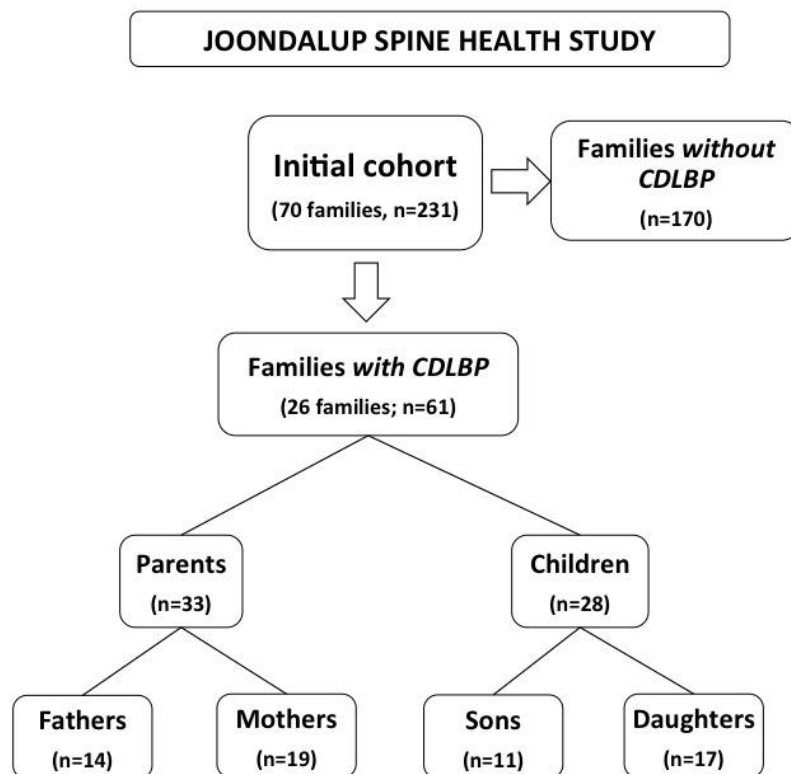 JOONDALUP SPINE HEALTH STUDY
Initial cohort
(70 families, n=231)
Families without
CDLBP
(n=170)
Families with CDLBP
(26 families; n=61)
Parents
(n=33)
Children
(n=28)
Fathers
(n=14)
Mothers
(n=19)
Sons
(n=11)
Daughters
(n=17)